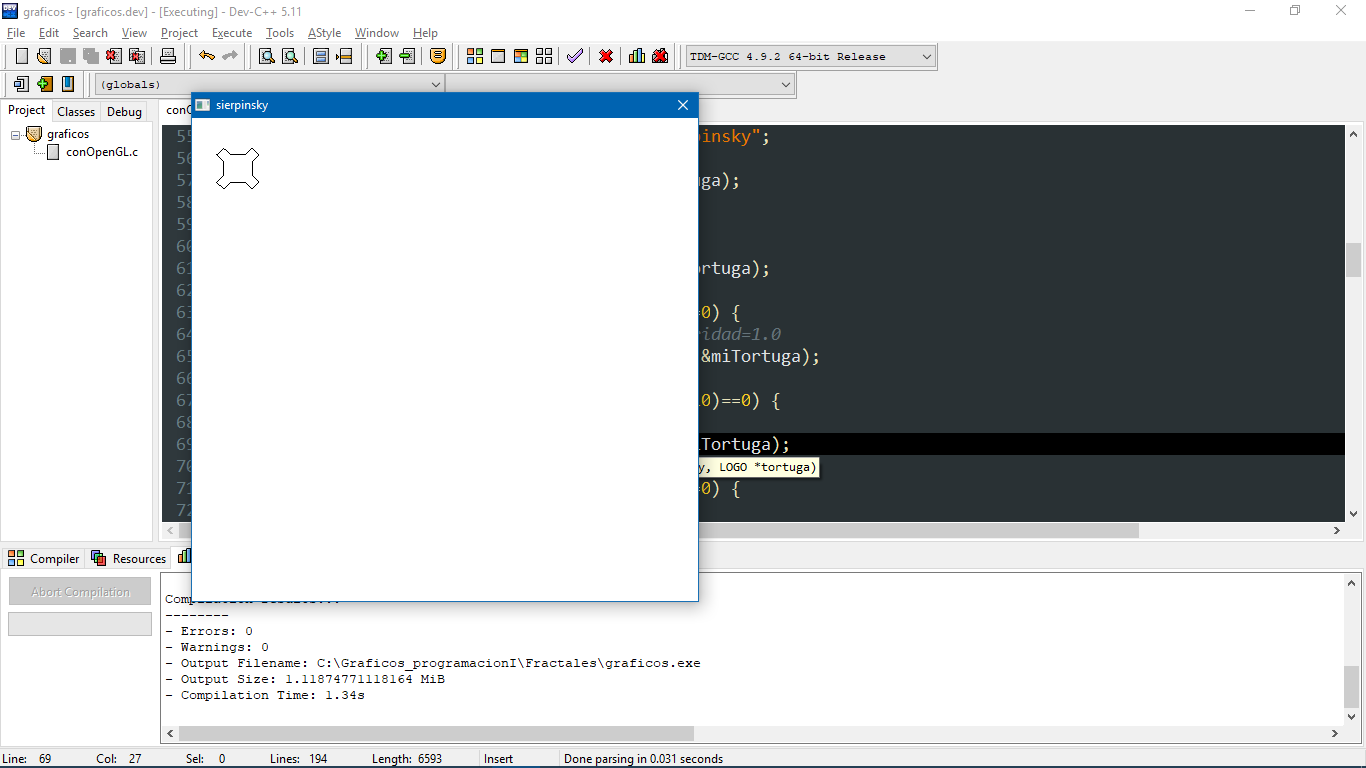 graficos - [graficos.dev] - [Executing] - Dev-C++ 5.11
File Edit Search View Project Execute Tools AStyle Window Help
TDM-GCC 4.9.2 64-bit Release
(globals)
Project Classes Debug
graficos
conOpenGL.c
sierpinsky
55 insky";
56
57 ga);
58
59
60
61 rtuga);
62
63 0) {
64 ridad=1.0
65 &miTortuga);
66
67 0)==0) {
68
69 Tortuga);
70 y, LOGO *tortuga)
71 0) {
72
Compiler Resources
Abort Compilation
--------
- Errors: 0
- Warnings: 0
- Output Filename: C:\Graficos_programacionI\Fractales\graficos.exe
- Output Size: 1.11874771118164 MiB
- Compilation Time: 1.34s
Line: 69 Col: 27 Sel: 0 Lines: 194 Length: 6593 Insert Done parsing in 0.031 seconds